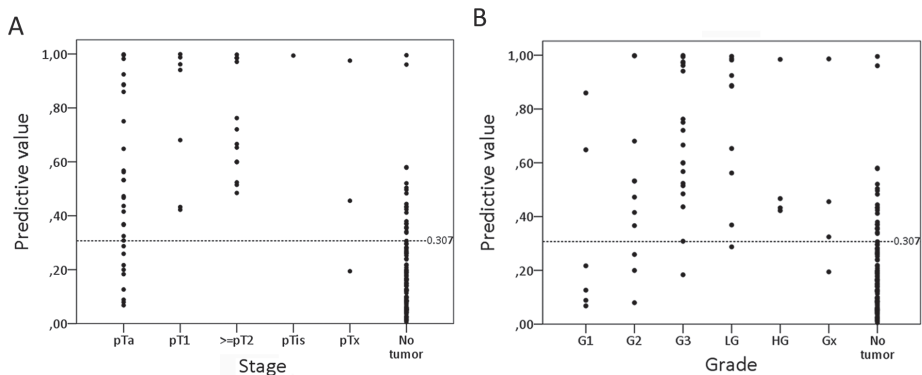 A
Predictive value
1,00
,80
,60
,40
,20
,00
0.307
pTa pT1 >=pT2 pTis pTx No tumor
Stage
B
Predictive value
1,00
,80
,60
,40
,20
,00
0.307
G1 G2 G3 LG HG Gx No tumor
Grade